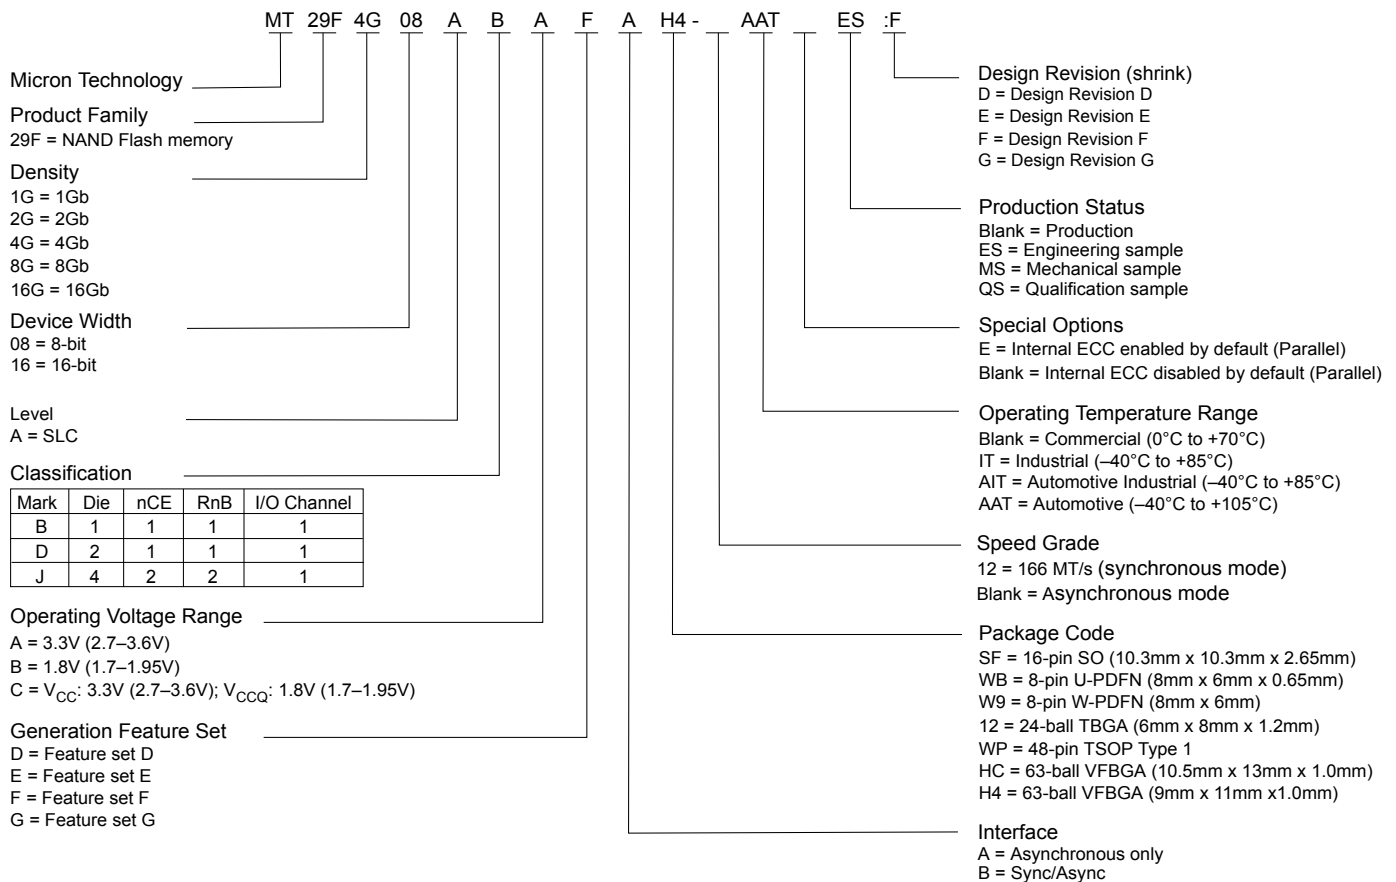 MT 29F 4G 08 A B A F A H4 - AAT ES :F
Micron Technology
Product Family
29F = NAND Flash memory
Density
1G = 1Gb
2G = 2Gb
4G = 4Gb
8G = 8Gb
16G = 16Gb
Device Width
08 = 8-bit
16 = 16-bit
Level
A = SLC
Classification
Mark Die nCE RnB I/O Channel
B 1 1 1 1
D 2 1 1 1
J 4 2 2 1
Operating Voltage Range
A = 3.3V (2.7–3.6V)
B = 1.8V (1.7–1.95V)
C = VCC: 3.3V (2.7–3.6V); VCCQ: 1.8V (1.7–1.95V)
Generation Feature Set
D = Feature set D
E = Feature set E
F = Feature set F
G = Feature set G
Design Revision (shrink)
D = Design Revision D
E = Design Revision E
F = Design Revision F
G = Design Revision G
Production Status
Blank = Production
ES = Engineering sample
MS = Mechanical sample
QS = Qualification sample
Special Options
E = Internal ECC enabled by default (Parallel)
Blank = Internal ECC disabled by default (Parallel)
Operating Temperature Range
Blank = Commercial (0°C to +70°C)
IT = Industrial (–40°C to +85°C)
AIT = Automotive Industrial (–40°C to +85°C)
AAT = Automotive (–40°C to +105°C)
Speed Grade
12 = 166 MT/s (synchronous mode)
Blank = Asynchronous mode
Package Code
SF = 16-pin SO (10.3mm x 10.3mm x 2.65mm)
WB = 8-pin U-PDFN (8mm x 6mm x 0.65mm)
W9 = 8-pin W-PDFN (8mm x 6mm)
12 = 24-ball TBGA (6mm x 8mm x 1.2mm)
WP = 48-pin TSOP Type 1
HC = 63-ball VFBGA (10.5mm x 13mm x 1.0mm)
H4 = 63-ball VFBGA (9mm x 11mm x1.0mm)
Interface
A = Asynchronous only
B = Sync/Async